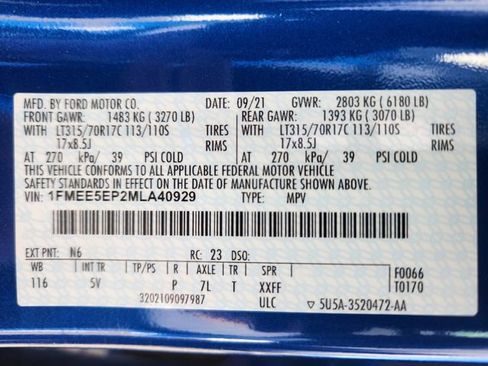 MFD. BY FORD MOTOR CO. DATE: 09/21 GVWR: 2803 KG ( 6180 LB)
FRONT GAWR: 1483 KG ( 3270 LB) REAR GAWR: 1393 KG ( 3070 LB)
WITH LT315/70R17C 113/110S TIRES WITH LT315/70R17C 113/110S TIRES
17x8.5J RIMS 17x8.5J RIMS
AT 270 kPa/ 39 PSI COLD AT 270 kPa/ 39 PSI COLD
THIS VEHICLE CONFORMS TO ALL APPLICABLE FEDERAL MOTOR VEHICLE
SAFETY STANDARDS IN EFFECT ON THE DATE OF MANUFACTURE SHOWN ABOVE.
VIN: 1FMEE5EP2MLA40929 TYPE: MPV
EXT PNT: N6 RC: 23 DSO:
WB INT TR TP/PS R AXLE TR SPR F0066
116 5V P 7L T XXFF T0170
3202109097987 ULC ▽ 5U5A-3520472-AA